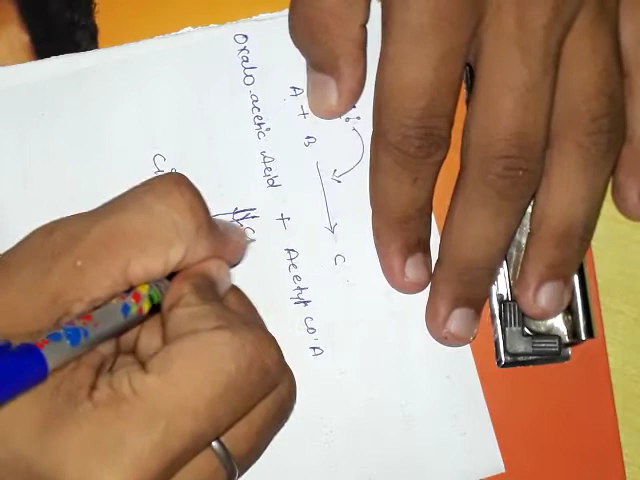 A + B → C
Oxalo acetic Acid + Acetyl co'A